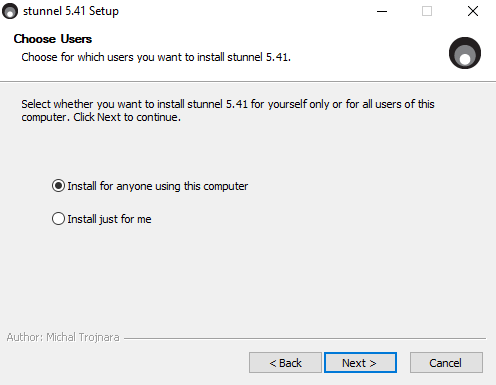 stunnel 5.41 Setup
Choose Users
Choose for which users you want to install stunnel 5.41.
Select whether you want to install stunnel 5.41 for yourself only or for all users of this
computer. Click Next to continue.
Install for anyone using this computer
Install just for me
Author: Michal Trojnara
< Back
Next >
Cancel